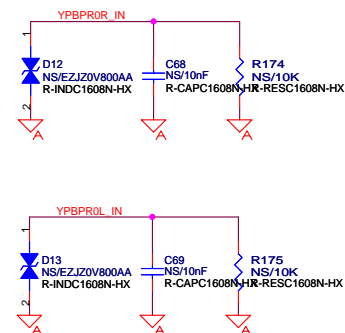 YPBPR0R_IN
1
D12
NS/EZJZ0V800AA
R-INDC1608N-HX
2
C68
NS/10nF
R-CAPC1608N-HX
R174
NS/10K
R-RESC1608N-HX
A
A
A
YPBPR0L_IN
1
D13
NS/EZJZ0V800AA
R-INDC1608N-HX
2
C69
NS/10nF
R-CAPC1608N-HX
R175
NS/10K
R-RESC1608N-HX
A
A
A